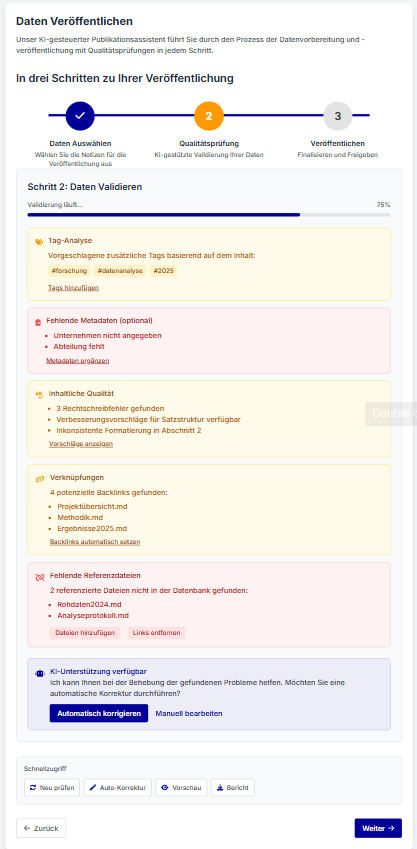 Daten Veröffentlichen
Unser KI-gesteuerter Publikationsassistent führt Sie durch den Prozess der Datenvorbereitung und -
veröffentlichung mit Qualitätsprüfungen in jedem Schritt.
In drei Schritten zu Ihrer Veröffentlichung
2
3
Daten Auswählen
Qualitätsprüfung
Veröffentlichen
Wählen Sie die Notizen für die
Veröffentlichung aus
KI-gestützte Validierung Ihrer Daten
Finalisieren und Freigeben
Schritt 2: Daten Validieren
Validierung läuft...
75%
Tag-Analyse
Vorgeschlagene zusätzliche Tags basierend auf dem Inhalt:
#forschung #datenanalyse #2025
Tags hinzufügen
Fehlende Metadaten (optional)
• Unternehmen nicht angegeben
• Abteilung fehlt
Metadaten ergänzen
Inhaltliche Qualität
• 3 Rechtschreibfehler gefunden
• Verbesserungsvorschläge für Satzstruktur verfügbar
• Inkonsistente Formatierung in Abschnitt 2
Vorschläge anzeigen
Double
Verknüpfungen
4 potenzielle Backlinks gefunden:
• Projektübersicht.md
• Methodik.md
• Ergebnisse2025.md
Backlinks automatisch setzen
Fehlende Referenzdateien
2 referenzierte Dateien nicht in der Datenbank gefunden:
• Rohdaten2024.md
• Analyseprotokoll.md
Dateien hinzufügen Links entfernen
KI-Unterstützung verfügbar
Ich kann Ihnen bei der Behebung der gefundenen Probleme helfen. Möchten Sie eine
automatische Korrektur durchführen?
Automatisch korrigieren Manuell bearbeiten
Schnellzugriff
Neu prüfen Auto-Korrektur Vorschau Bericht
← Zurück
Weiter →